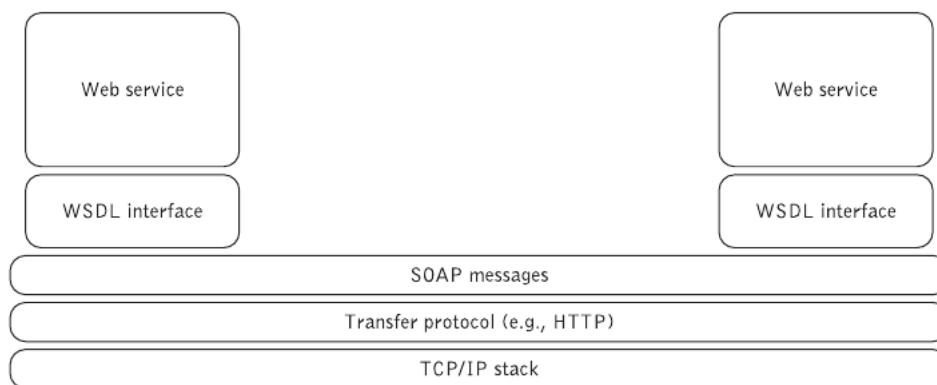 Web service
Web service
WSDL interface
WSDL interface
SOAP messages
Transfer protocol (e.g., HTTP)
TCP/IP stack